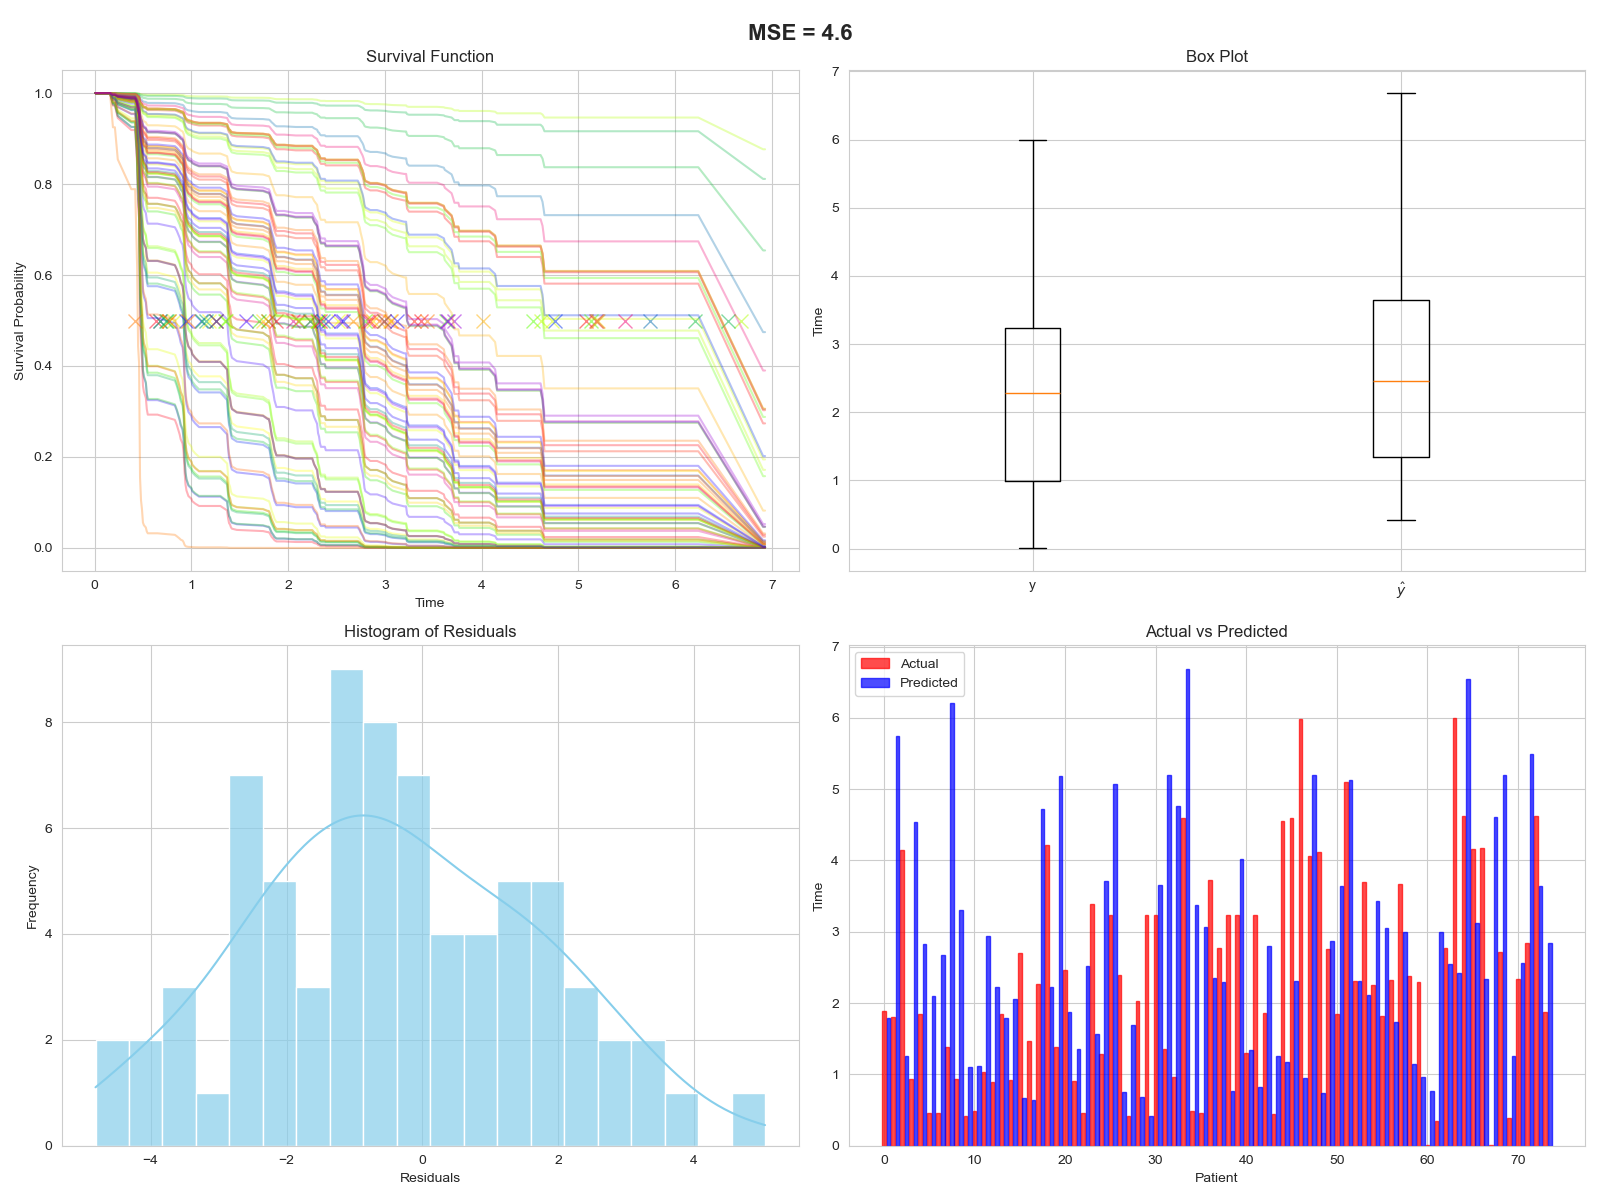 MSE = 4.6
Survival Function
Survival Probability
1.0
0.8
0.6
0.4
0.2
0.0
0 1 2 3 4 5 6 7
Time
Box Plot
Time
7
6
5
4
3
2
1
0
y ŷ
Histogram of Residuals
Frequency
8
6
4
2
0
−4 −2 0 2 4
Residuals
Actual vs Predicted
Actual
Predicted
Time
7
6
5
4
3
2
1
0
0 10 20 30 40 50 60 70
Patient